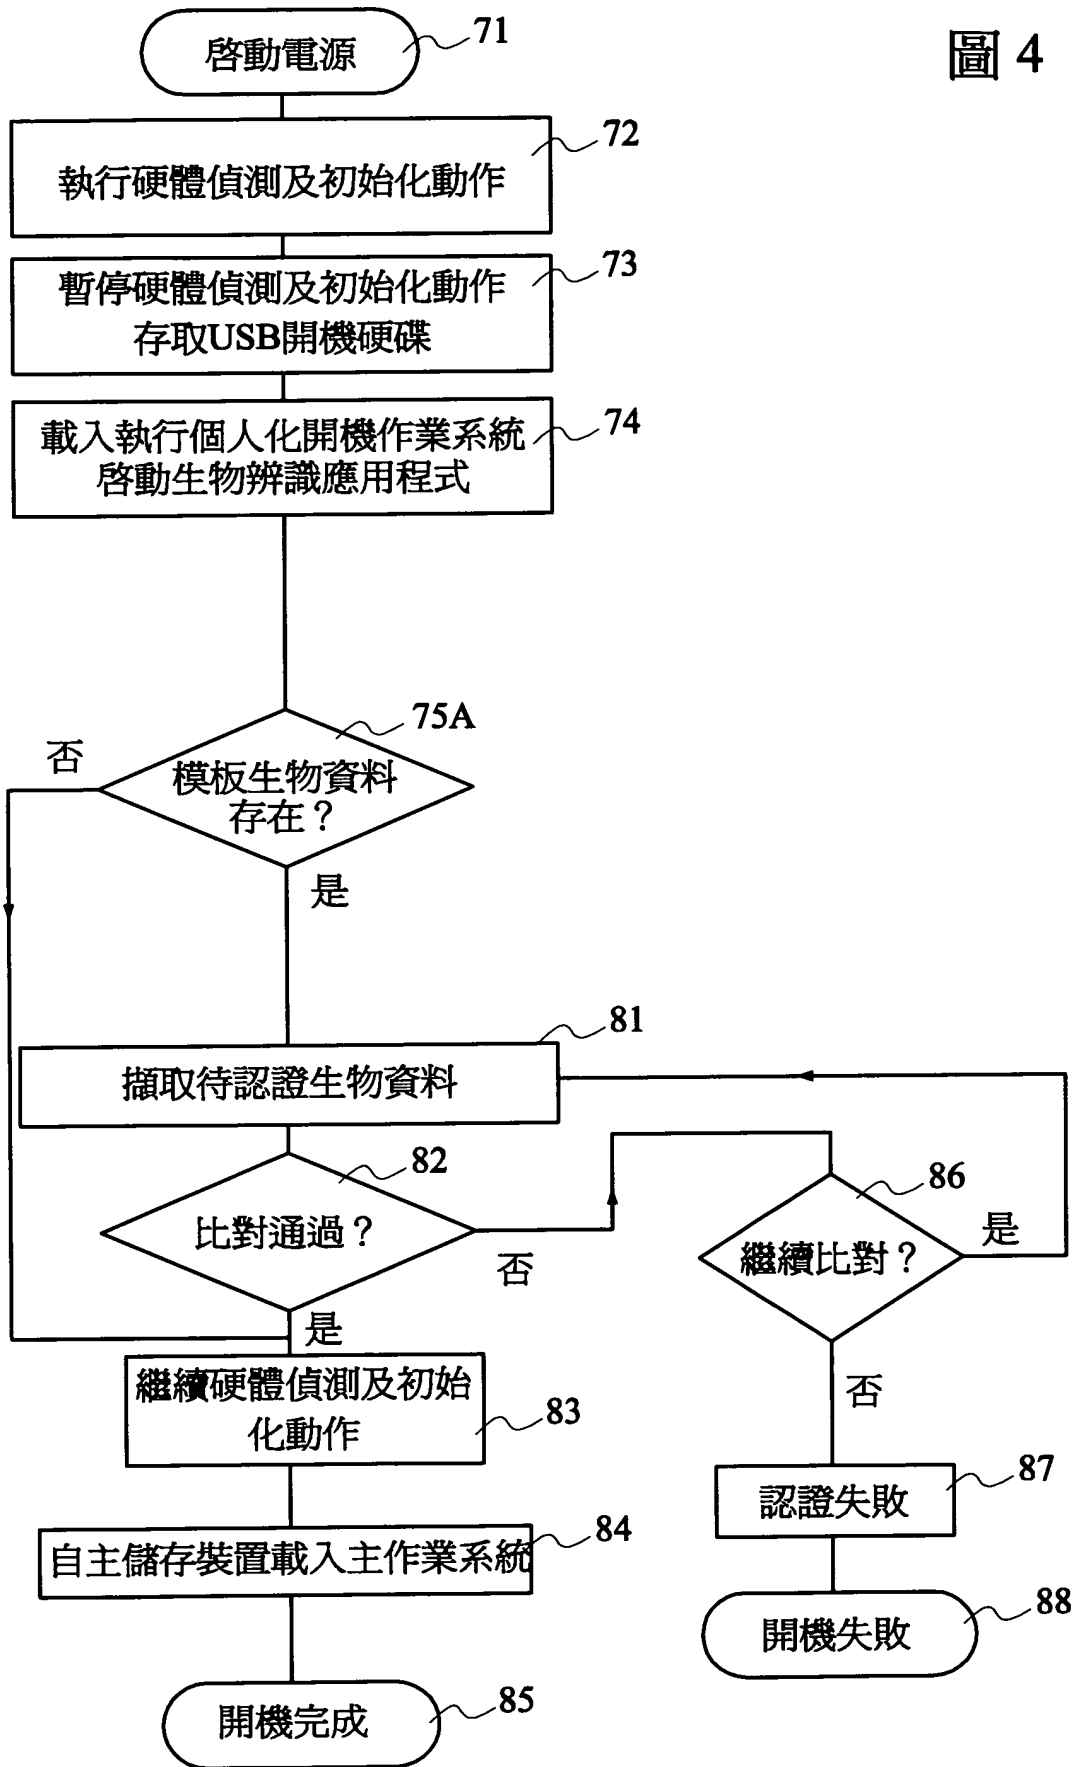 圖 4
啓動電源
71
執行硬體偵測及初始化動作
72
暫停硬體偵測及初始化動作
存取USB開機硬碟
73
載入執行個人化開機作業系統
啓動生物辨識應用程式
74
75A
模板生物資料
存在？
否
是
81
擷取待認證生物資料
82
比對通過？
否
是
86
繼續比對？
是
否
繼續硬體偵測及初始
化動作
83
87
認證失敗
自主儲存裝置載入主作業系統
84
88
開機失敗
開機完成
85